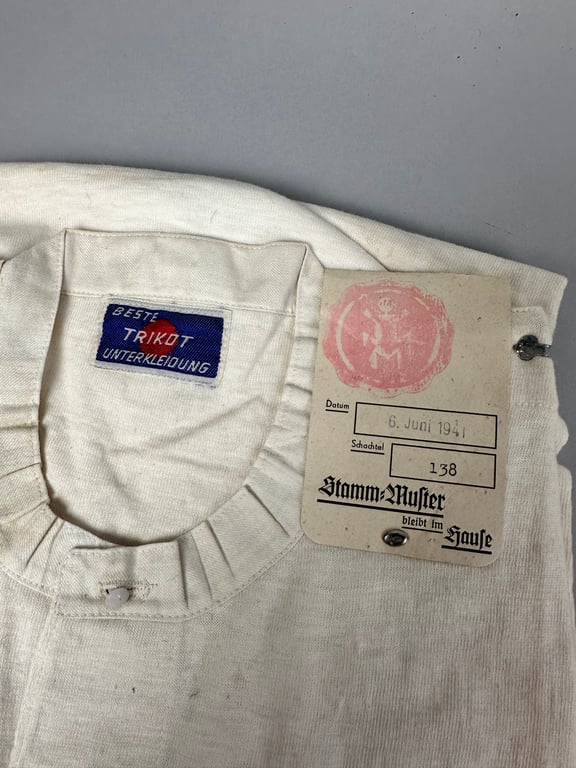 BESTE
TRIKOT
UNTERKLEIDUNG
M
Datum
6. Juni 1941
Schachtel
138
Stamm=Muſter
bleibt im
Hauſe